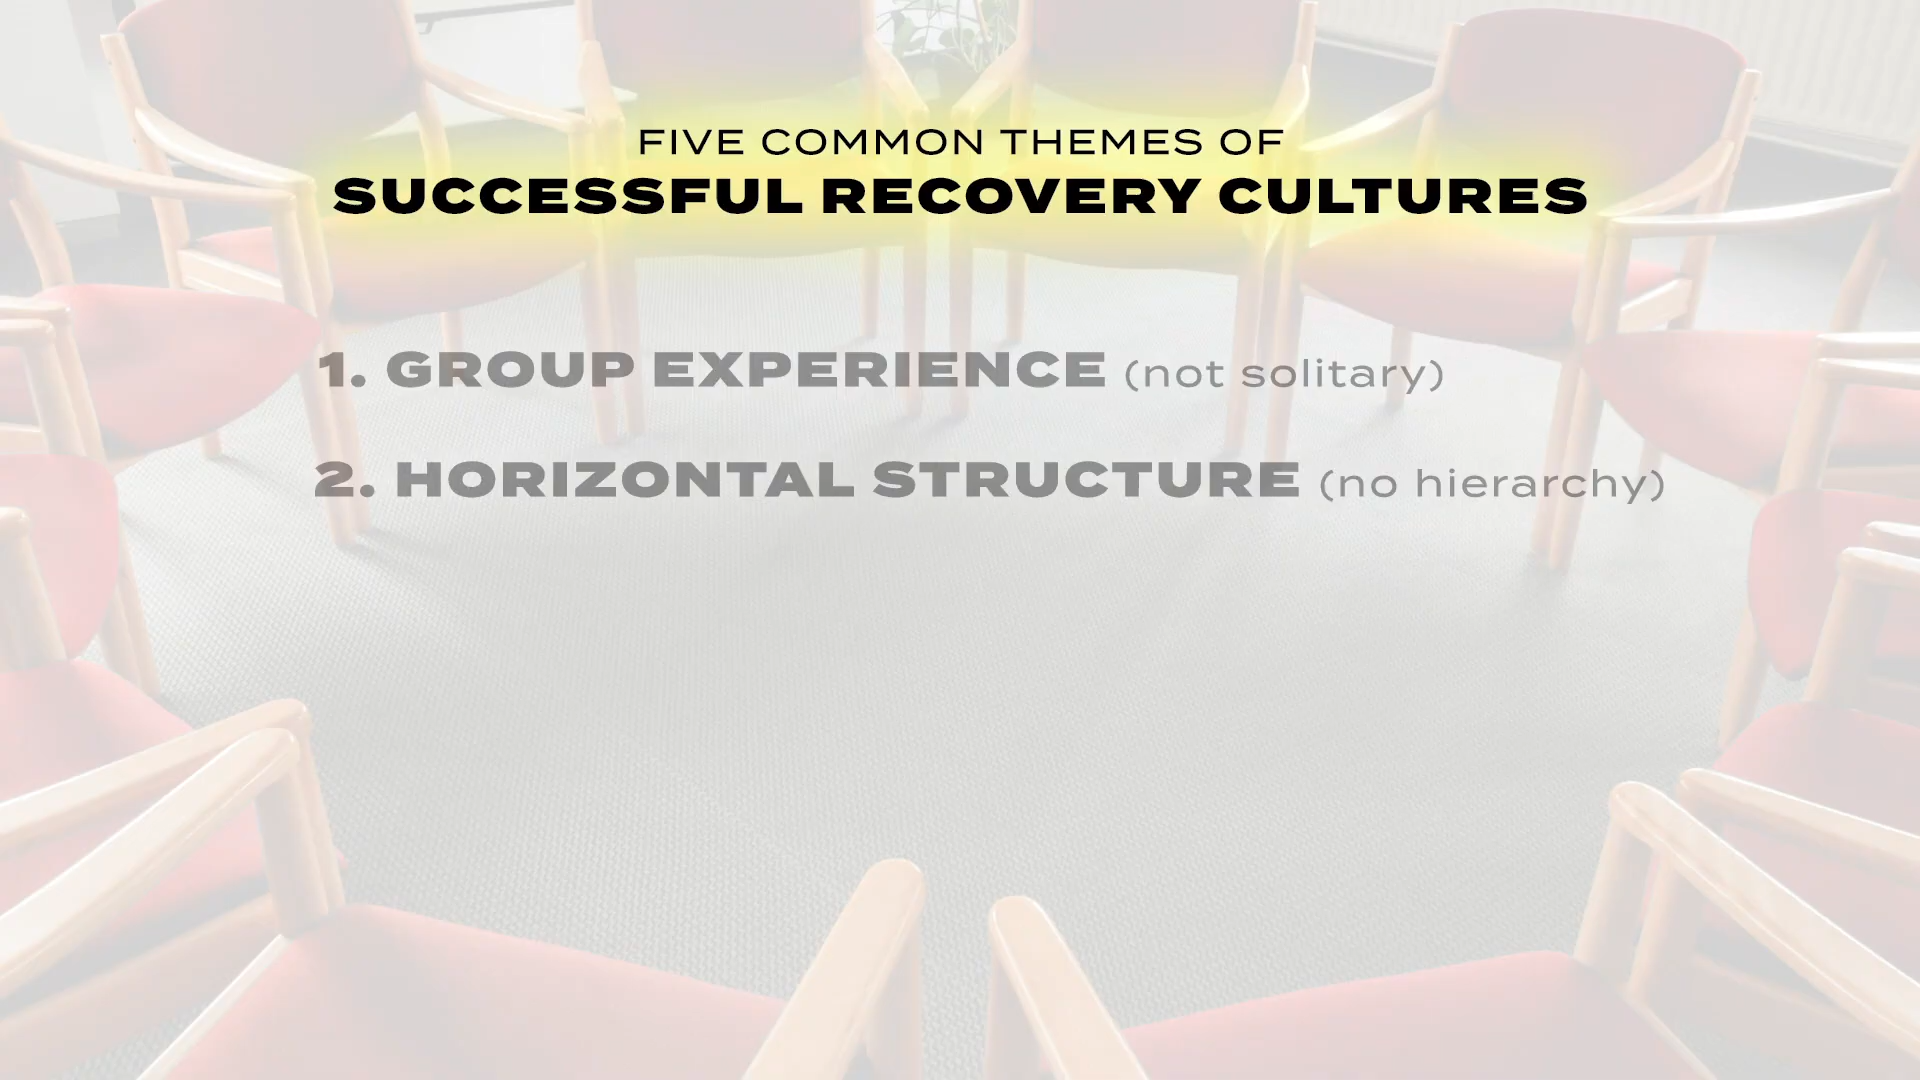 FIVE COMMON THEMES OF
SUCCESSFUL RECOVERY CULTURES
1. GROUP EXPERIENCE (not solitary)
2. HORIZONTAL STRUCTURE (no hierarchy)